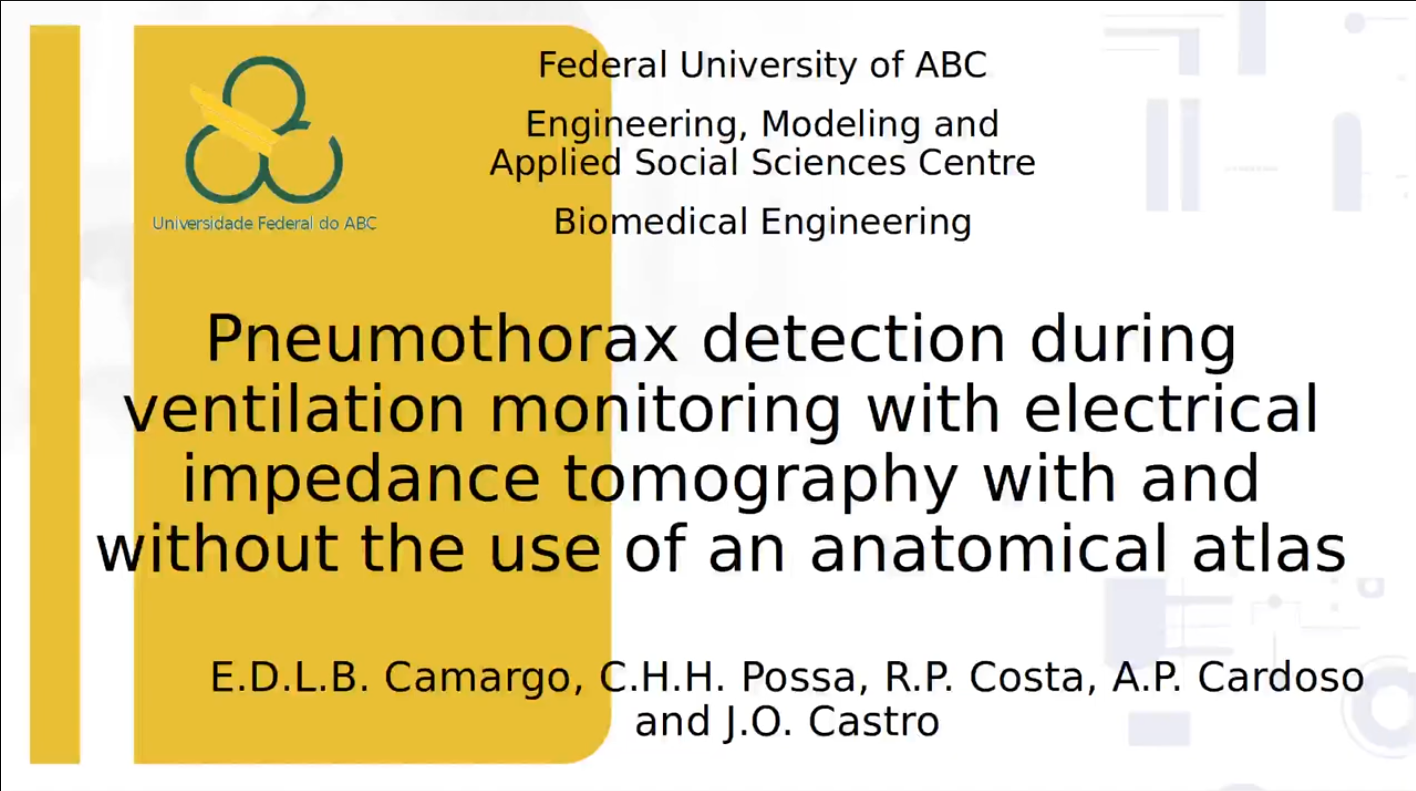 Federal University of ABC
Engineering, Modeling and
Applied Social Sciences Centre
Biomedical Engineering
Universidade Federal do ABC
Pneumothorax detection during
ventilation monitoring with electrical
impedance tomography with and
without the use of an anatomical atlas
E.D.L.B. Camargo, C.H.H. Possa, R.P. Costa, A.P. Cardoso
and J.O. Castro